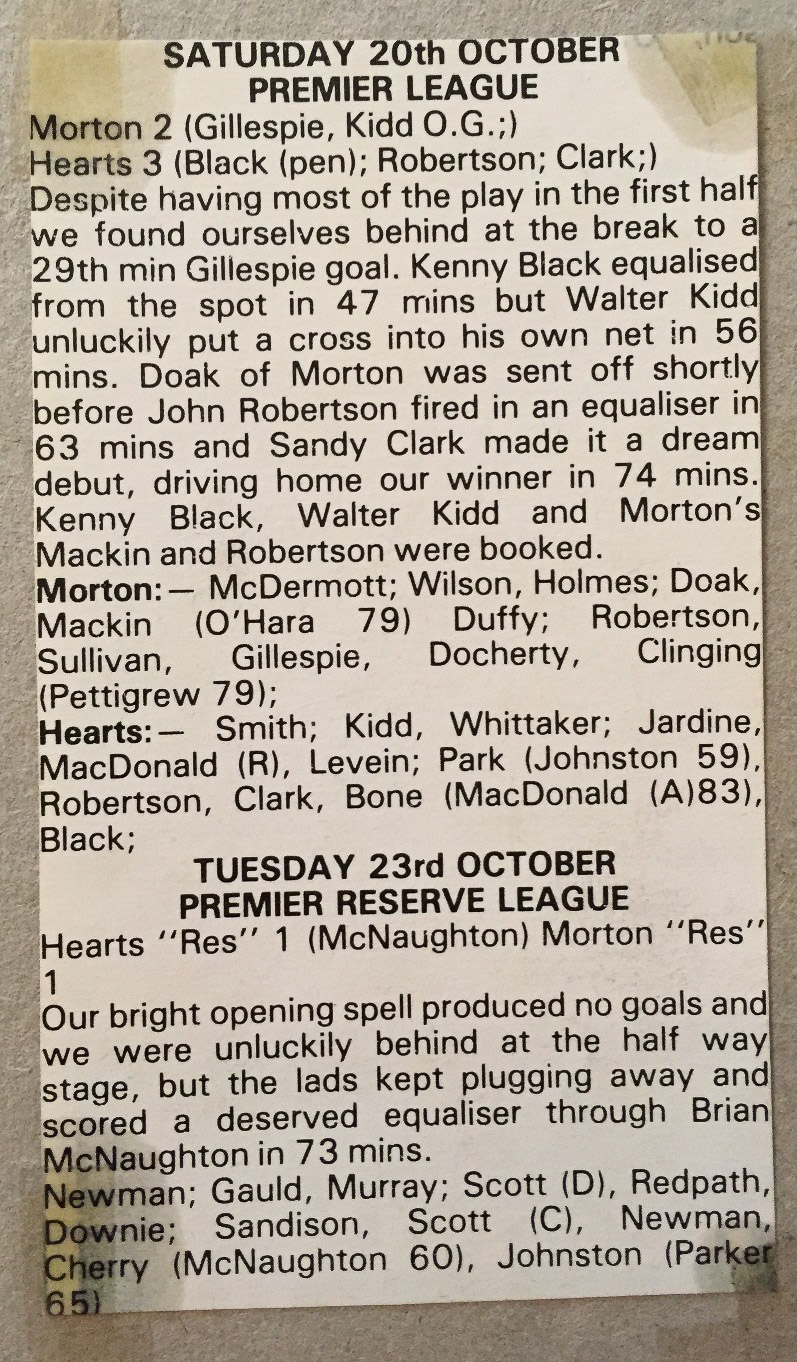 SATURDAY 20th OCTOBER
PREMIER LEAGUE
Morton 2 (Gillespie, Kidd O.G.;)
Hearts 3 (Black (pen); Robertson; Clark;)
Despite having most of the play in the first half
we found ourselves behind at the break to a
29th min Gillespie goal. Kenny Black equalised
from the spot in 47 mins but Walter Kidd
unluckily put a cross into his own net in 56
mins. Doak of Morton was sent off shortly
before John Robertson fired in an equaliser in
63 mins and Sandy Clark made it a dream
debut, driving home our winner in 74 mins.
Kenny Black, Walter Kidd and Morton's
Mackin and Robertson were booked.
Morton:— McDermott; Wilson, Holmes; Doak,
Mackin (O'Hara 79) Duffy; Robertson,
Sullivan, Gillespie, Docherty, Clinging
(Pettigrew 79);
Hearts:— Smith; Kidd, Whittaker; Jardine,
MacDonald (R), Levein; Park (Johnston 59),
Robertson, Clark, Bone (MacDonald (A)83),
Black;
TUESDAY 23rd OCTOBER
PREMIER RESERVE LEAGUE
Hearts "Res" 1 (McNaughton) Morton "Res"
1
Our bright opening spell produced no goals and
we were unluckily behind at the half way
stage, but the lads kept plugging away and
scored a deserved equaliser through Brian
McNaughton in 73 mins.
Newman; Gauld, Murray; Scott (D), Redpath,
Downie; Sandison, Scott (C), Newman,
Cherry (McNaughton 60), Johnston (Parker
65)